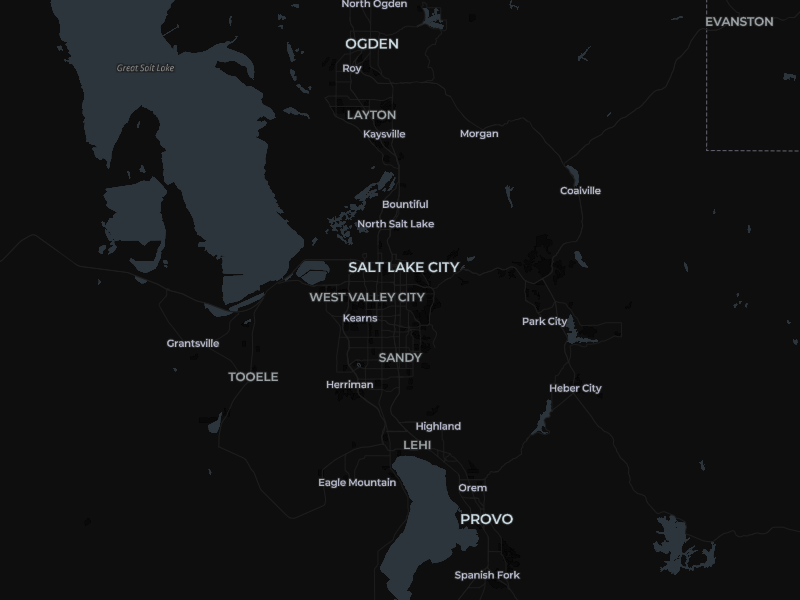 North Ogden
EVANSTON
OGDEN
Roy
Great Salt Lake
LAYTON
Kaysville
Morgan
Coalville
Bountiful
North Salt Lake
SALT LAKE CITY
WEST VALLEY CITY
Kearns
Park City
Grantsville
SANDY
TOOELE
Herriman
Heber City
Highland
LEHI
Eagle Mountain
Orem
PROVO
Spanish Fork